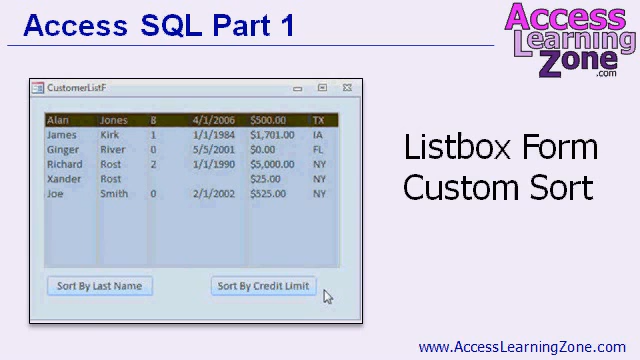 Access SQL Part 1
Access
Learning
Zone
.com
CustomerListF
Alan Jones 8 4/1/2006 $500.00 TX
James Kirk 1 1/1/1984 $1,701.00 IA
Ginger River 0 5/5/2001 $0.00 FL
Richard Rost 2 1/1/1990 $5,000.00 NY
Xander Rost $25.00 NY
Joe Smith 0 2/1/2002 $525.00 NY
Sort By Last Name Sort By Credit Limit
Listbox Form
Custom Sort
www.AccessLearningZone.com